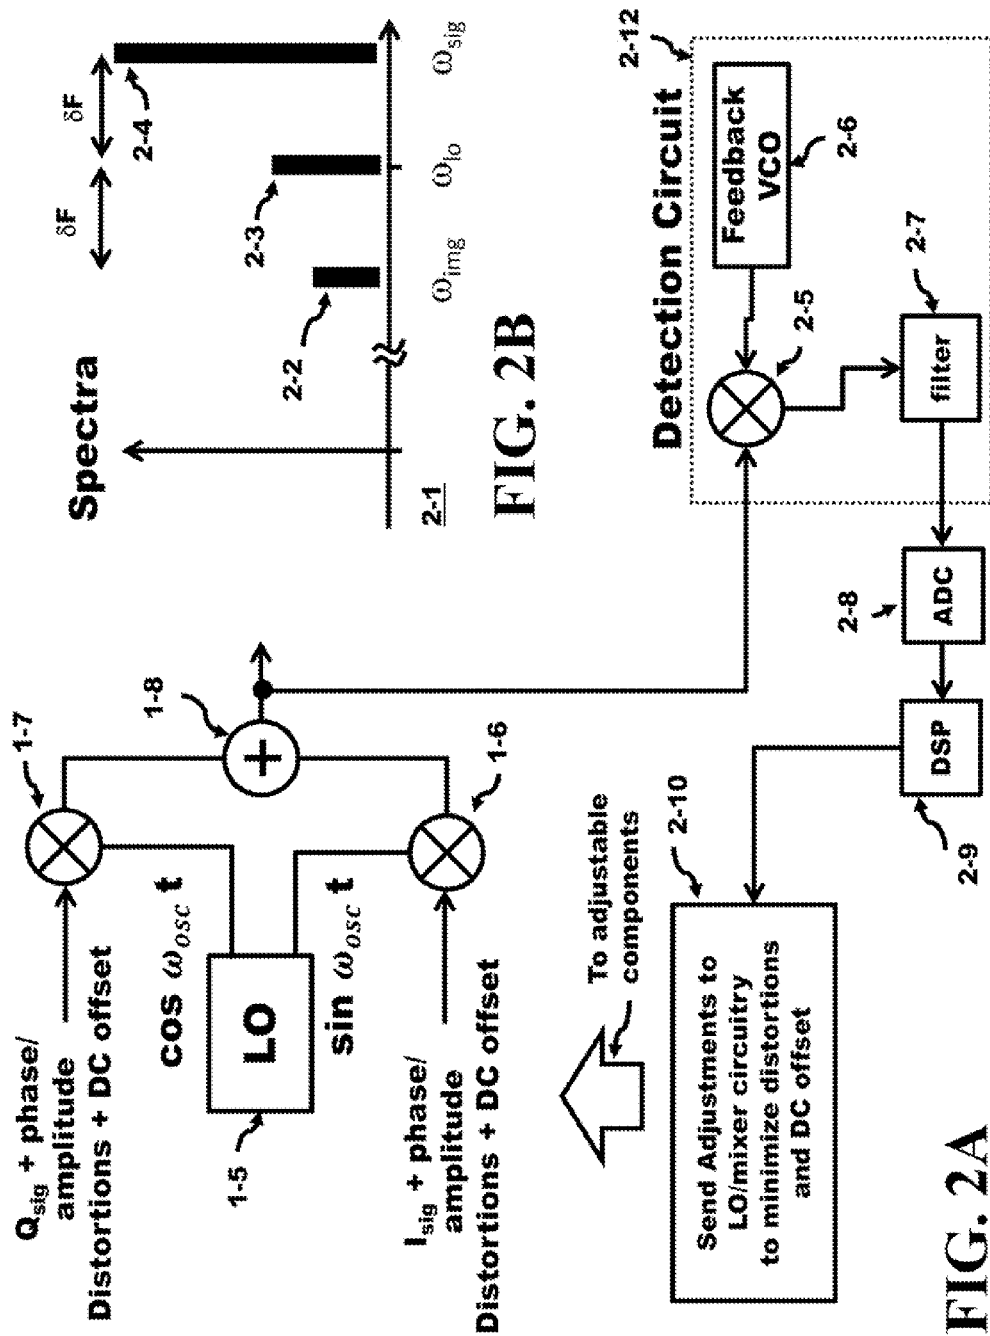 Q_sig + phase/
amplitude
Distortions + DC offset
1-7
cos ω_osc t
1-8
LO
1-5
sin ω_osc t
I_sig + phase/
amplitude
Distortions + DC offset
1-6
To adjustable
components
2-10
Send Adjustments to
LO/mixer circuitry
to minimize distortions
and DC offset
DSP
2-9
ADC
2-8
2-12
Detection Circuit
Feedback
VCO
2-6
2-5
filter
2-7
FIG. 2A
Spectra
δF
δF
2-4
2-3
2-2
2-1
ω_img
ω_lo
ω_sig
FIG. 2B